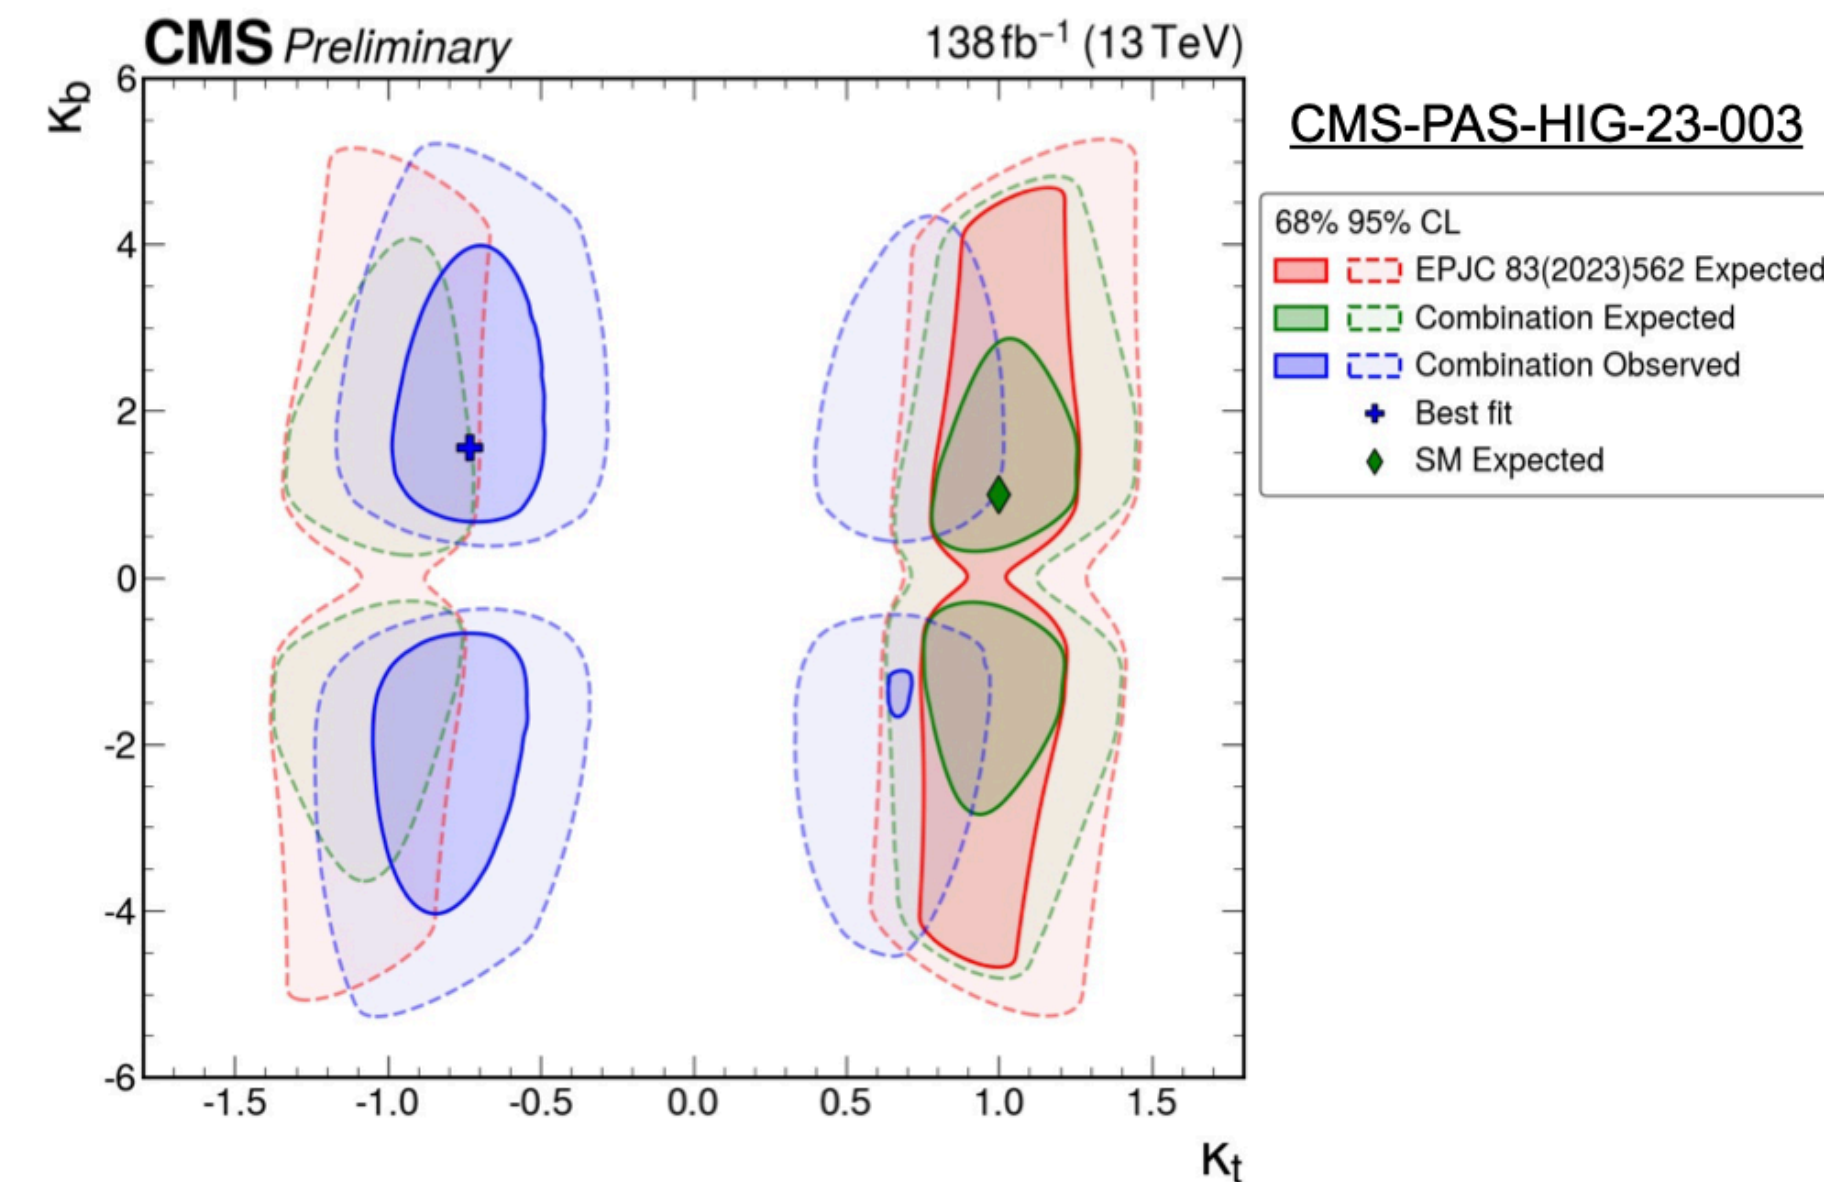 CMS Preliminary 138 fb⁻¹ (13 TeV)
CMS-PAS-HIG-23-003
κb
6
4
2
0
-2
-4
-6
-1.5 -1.0 -0.5 0.0 0.5 1.0 1.5
κt
68% 95% CL
EPJC 83(2023)562 Expected
Combination Expected
Combination Observed
Best fit
SM Expected